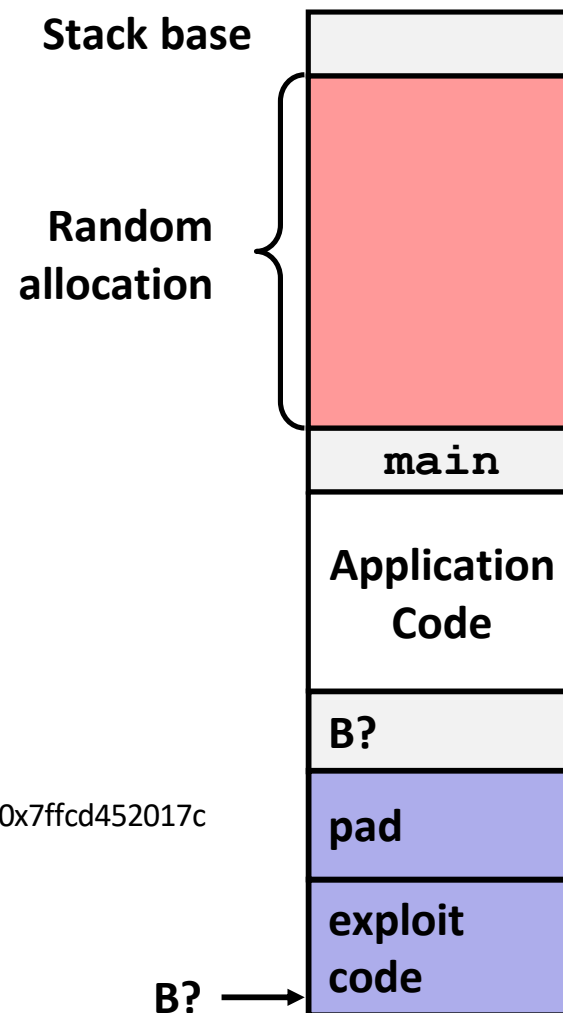 Stack base
Random
allocation
main
Application
Code
B?
0x7ffcd452017c
pad
exploit
code
B?